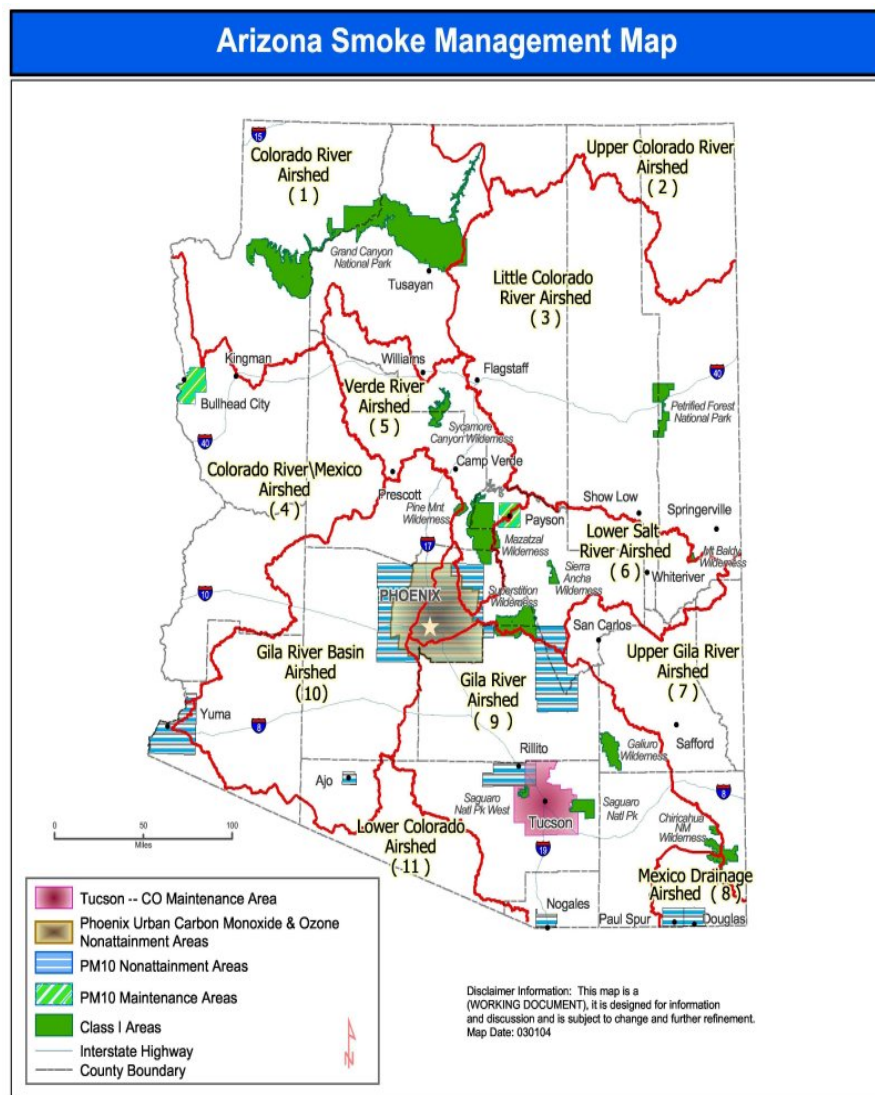 Arizona Smoke Management Map
15
Colorado River
Airshed
( 1 )
Upper Colorado River
Airshed
( 2 )
Grand Canyon
National Park
Tusayan
Little Colorado
River Airshed
( 3 )
Kingman
Williams
Flagstaff
Bullhead City
40
Verde River
Airshed
( 5 )
40
Petrified Forest
National Park
Sycamore
Canyon Wilderness
Colorado River\Mexico
Airshed
( 4 )
Camp Verde
Prescott
Pine Mnt
Wilderness
Show Low
Springerville
Payson
Mazatzal
Wilderness
Lower Salt
River Airshed
( 6 )
Mt Baldy
Wilderness
17
Sierra
Ancha
Wilderness
Whiteriver
10
PHOENIX
Superstition
Wilderness
San Carlos
Gila River Basin
Airshed
(10)
Gila River
Airshed
( 9 )
Upper Gila River
Airshed
( 7 )
Yuma
8
Safford
Galiuro
Wilderness
Rillito
Ajo
Saguaro
Natl Pk West
Tucson
Saguaro
Natl Pk
8
Chiricahua
NM
Wilderness
Lower Colorado
Airshed
( 11 )
19
Mexico Drainage
Airshed ( 8 )
Nogales
Paul Spur
Douglas
0 50 100
Miles
Tucson -- CO Maintenance Area
Phoenix Urban Carbon Monoxide & Ozone
Nonattainment Areas
PM10 Nonattainment Areas
PM10 Maintenance Areas
Class I Areas
Interstate Highway
County Boundary
N
Disclaimer Information: This map is a
(WORKING DOCUMENT), it is designed for information
and discussion and is subject to change and further refinement.
Map Date: 030104